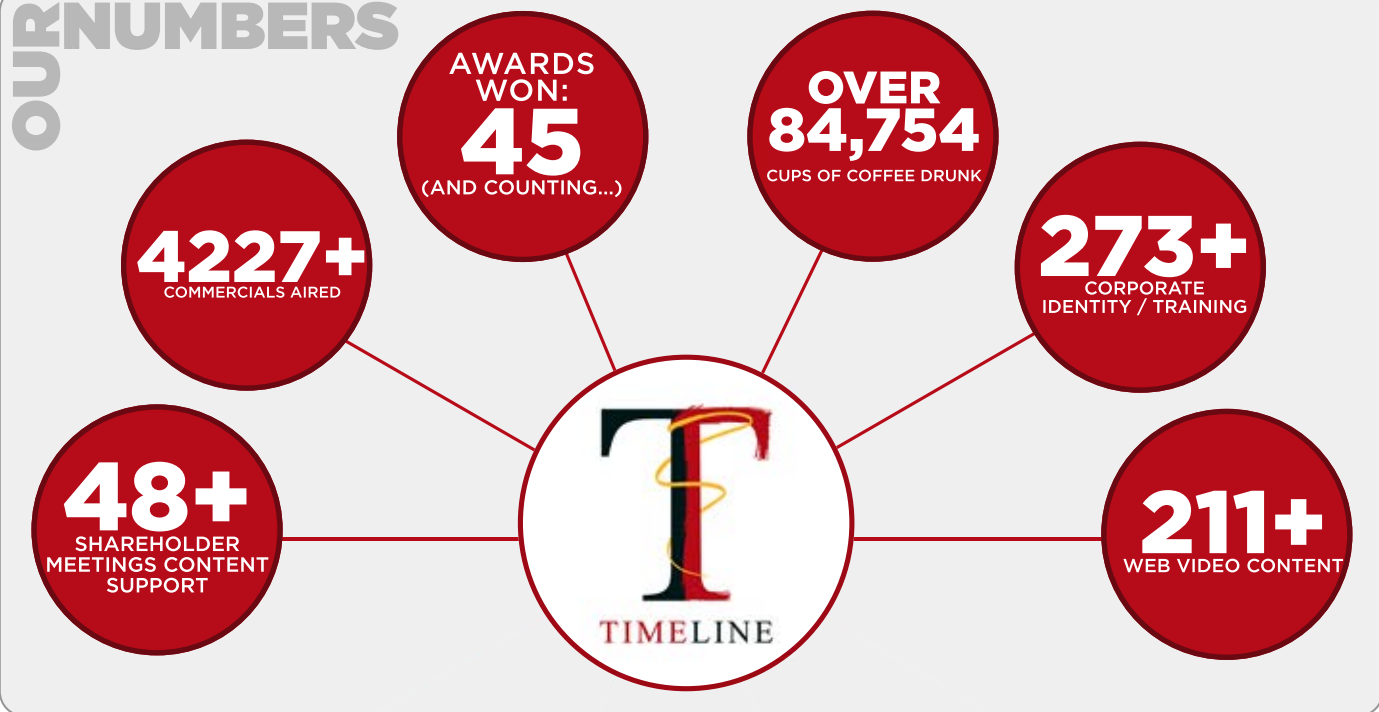 OUR NUMBERS
AWARDS
WON:
45
(AND COUNTING...)
OVER
84,754
CUPS OF COFFEE DRUNK
4227+
COMMERCIALS AIRED
273+
CORPORATE
IDENTITY / TRAINING
48+
SHAREHOLDER
MEETINGS CONTENT
SUPPORT
211+
WEB VIDEO CONTENT
T
TIMELINE